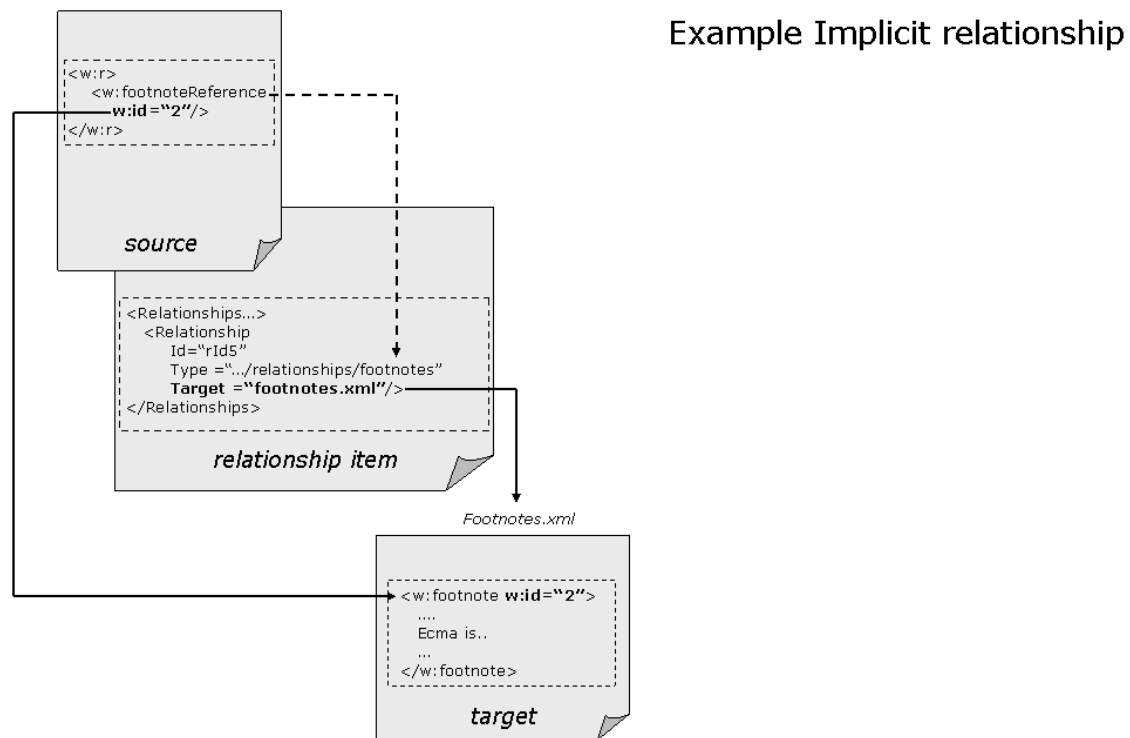 Example Implicit relationship
<w:r>
<w:footnoteReference
w:id=“2”/>
</w:r>
source
<Relationships...>
<Relationship
Id=“rId5”
Type =“.../relationships/footnotes”
Target =“footnotes.xml”/>
</Relationships>
relationship item
Footnotes.xml
<w:footnote w:id=“2”>
....
Ecma is..
...
</w:footnote>
target